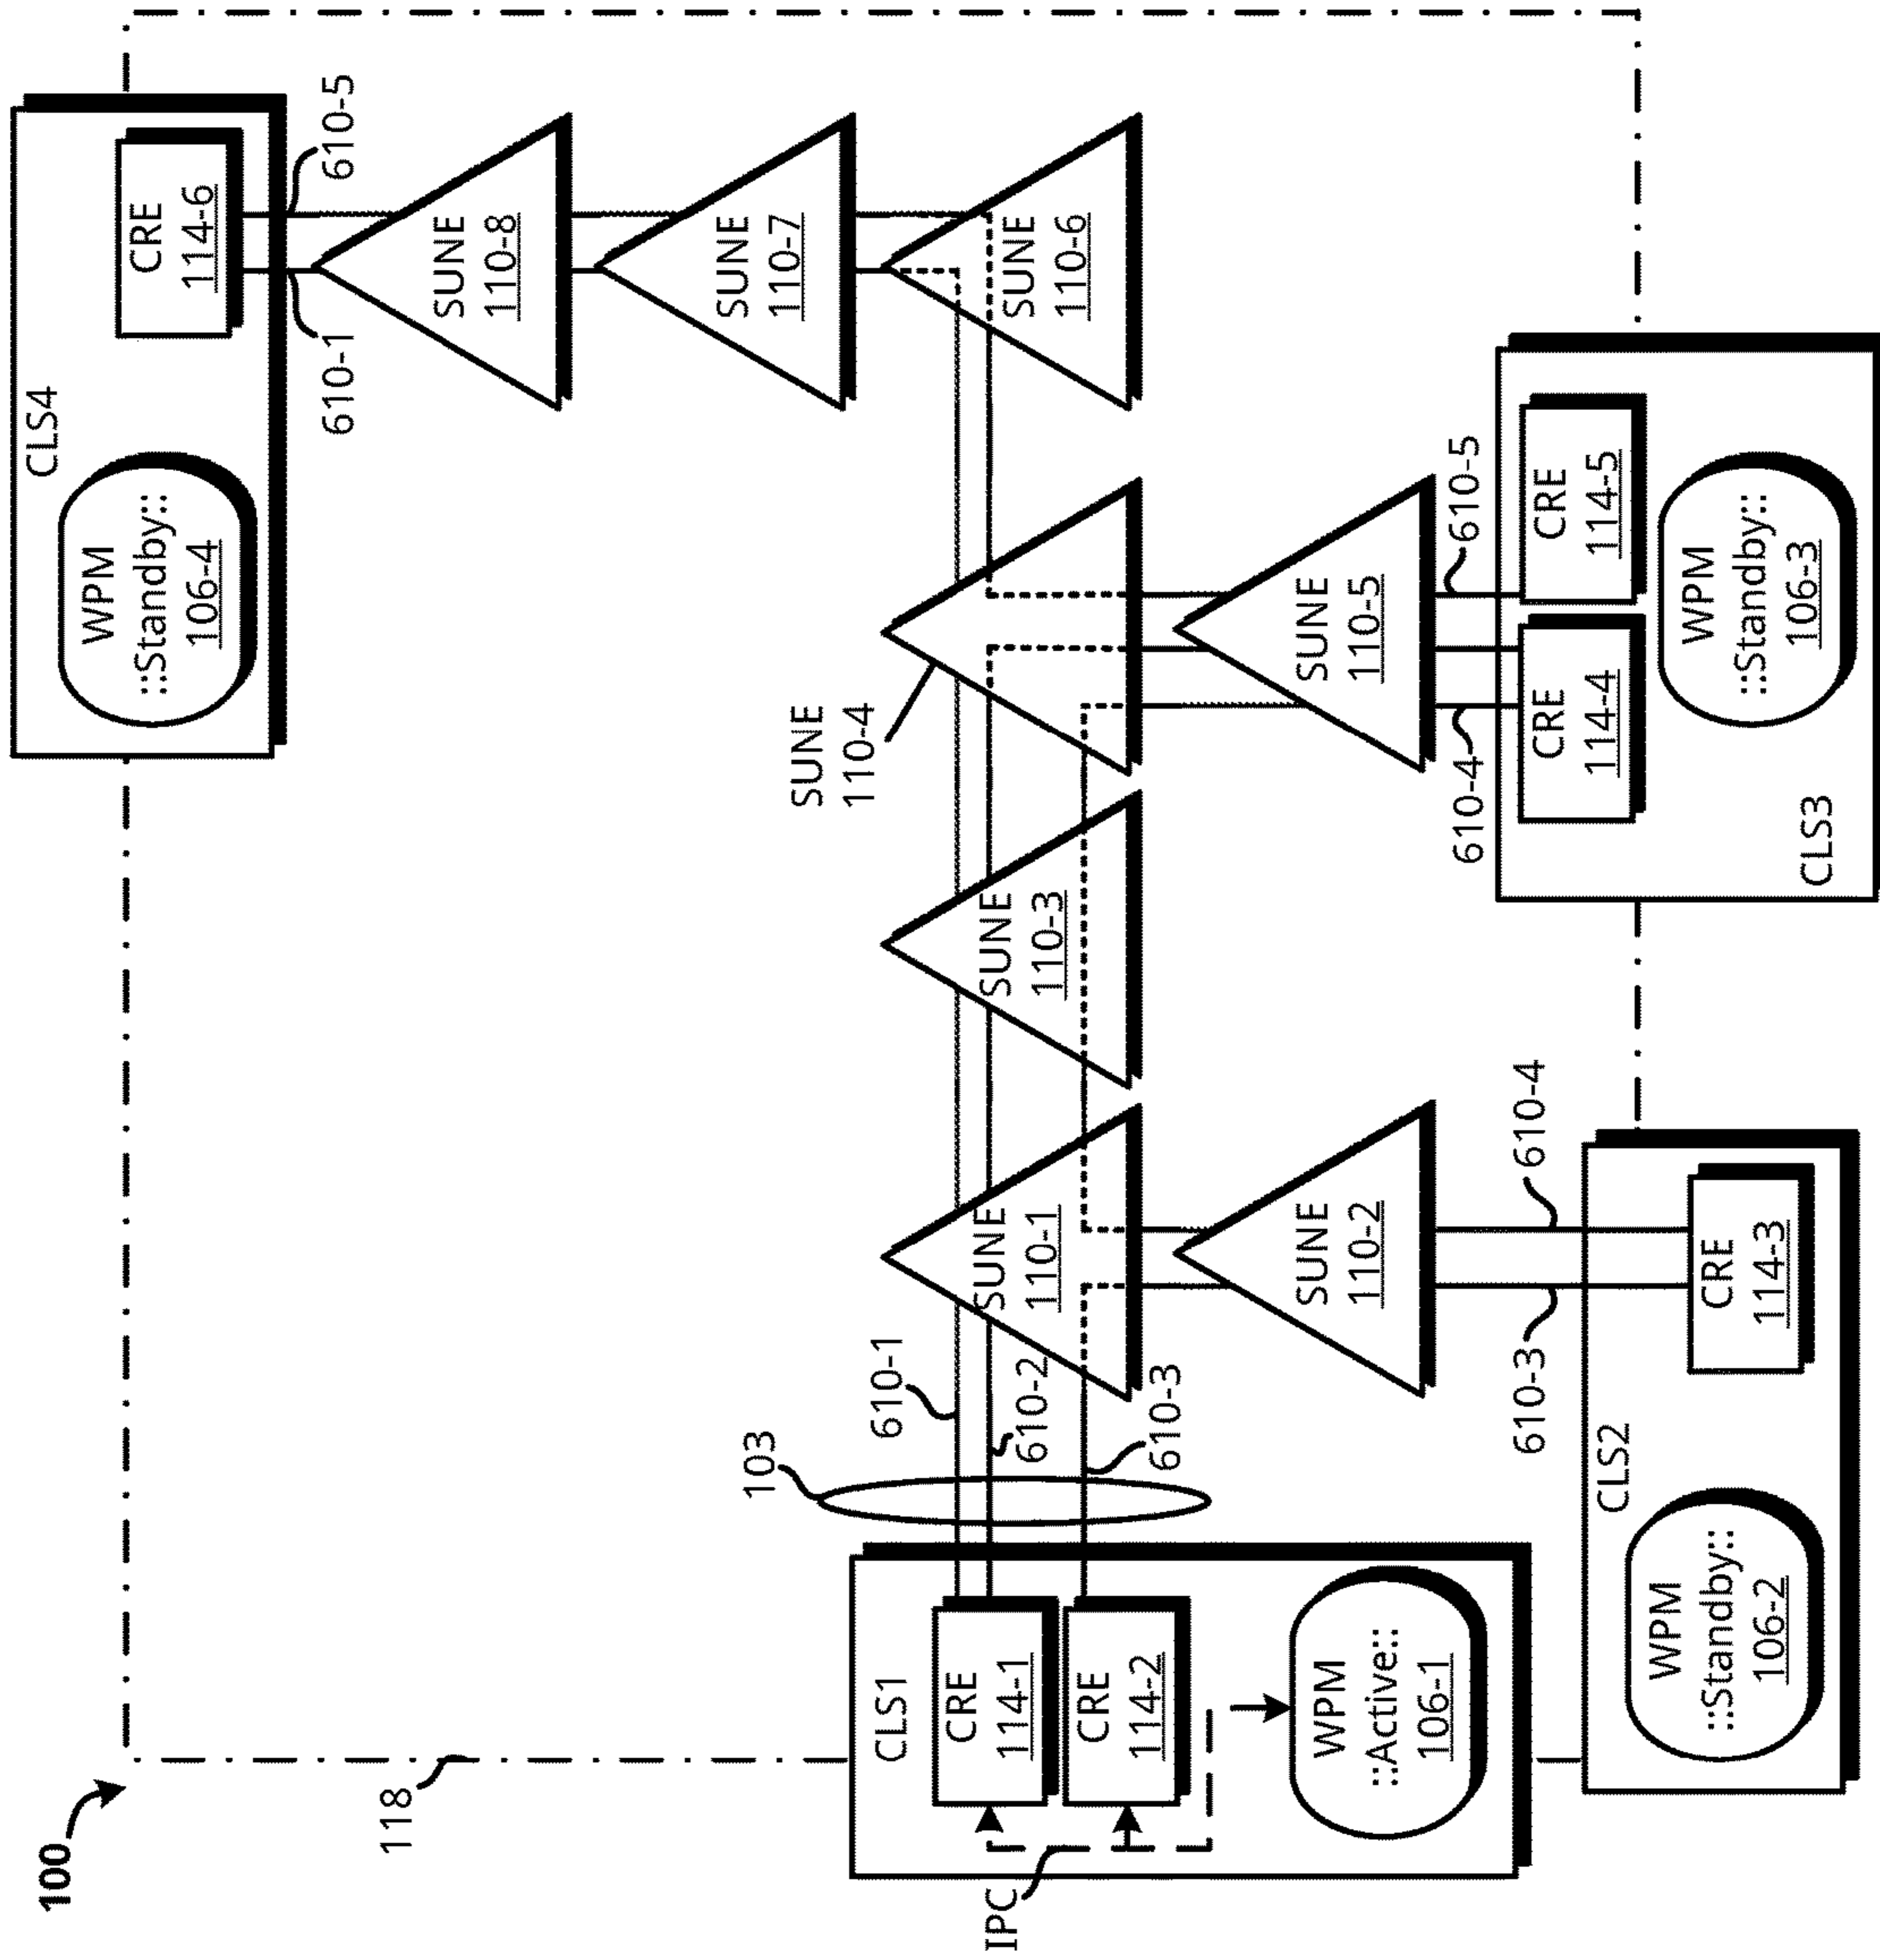 100
118
CLS1
CRE
114-1
CRE
114-2
IPC
WPM
::Active::
106-1
103
610-1
610-2
610-3
SUNE
110-1
SUNE
110-2
610-3
610-4
CLS2
CRE
114-3
WPM
::Standby::
106-2
SUNE
110-3
SUNE
110-4
SUNE
110-5
610-4
610-5
CLS3
CRE
114-4
CRE
114-5
WPM
::Standby::
106-3
SUNE
110-6
SUNE
110-7
SUNE
110-8
610-1
610-5
CLS4
CRE
114-6
WPM
::Standby::
106-4